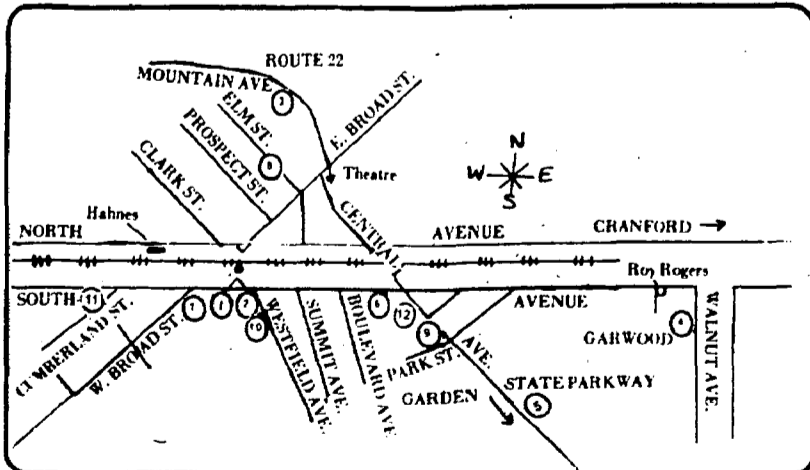 ROUTE 22
MOUNTAIN AVE
3
ELM ST.
E. BROAD ST.
PROSPECT ST.
8
N
CLARK ST.
Theatre
W
E
S
Hahnes
CENTRAL
NORTH
AVENUE
CRANFORD
Roy Rogers
SOUTH
11
AVENUE
CUMBERLAND ST.
W. BROAD ST.
1
2
10
WESTFIELD AVE.
SUMMIT AVE.
BOULEVARD AVE.
12
9
PARK ST.
AVE.
GARWOOD
4
WALNUT AVE.
GARDEN
STATE PARKWAY
5